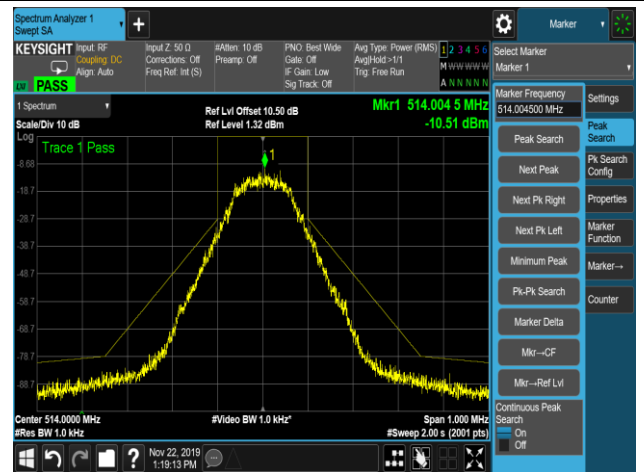 Spectrum Analyzer 1
Swept SA
Marker
KEYSIGHT
Input: RF
Coupling: DC
Align: Auto
Input Z: 50 Ω
Corrections: Off
Freq Ref: Int (S)
#Atten: 10 dB
Preamp: Off
PNO: Best Wide
Gate: Off
IF Gain: Low
Sig Track: Off
Avg Type: Power (RMS)
Avg|Hold:>1/1
Trig: Free Run
1 2 3 4 5 6
M W W W W W
A N N N N N
LXI
PASS
Select Marker
Marker 1
Marker Frequency
514.004500 MHz
Settings
Peak Search
Peak
Search
Next Peak
Pk Search
Config
Next Pk Right
Properties
Next Pk Left
Marker
Function
Minimum Peak
Marker→
Pk-Pk Search
Counter
Marker Delta
Mkr→CF
Mkr→Ref Lvl
Continuous Peak
Search
On
Off
1 Spectrum
Scale/Div 10 dB
Ref Lvl Offset 10.50 dB
Ref Level 1.32 dBm
Mkr1 514.004 5 MHz
-10.51 dBm
Log
Trace 1 Pass
1
-8.68
-18.7
-28.7
-38.7
-48.7
-58.7
-68.7
-78.7
-88.7
Center 514.0000 MHz
#Res BW 1.0 kHz
#Video BW 1.0 kHz*
Span 1.000 MHz
#Sweep 2.00 s (2001 pts)
?
Nov 22, 2019
1:19:13 PM